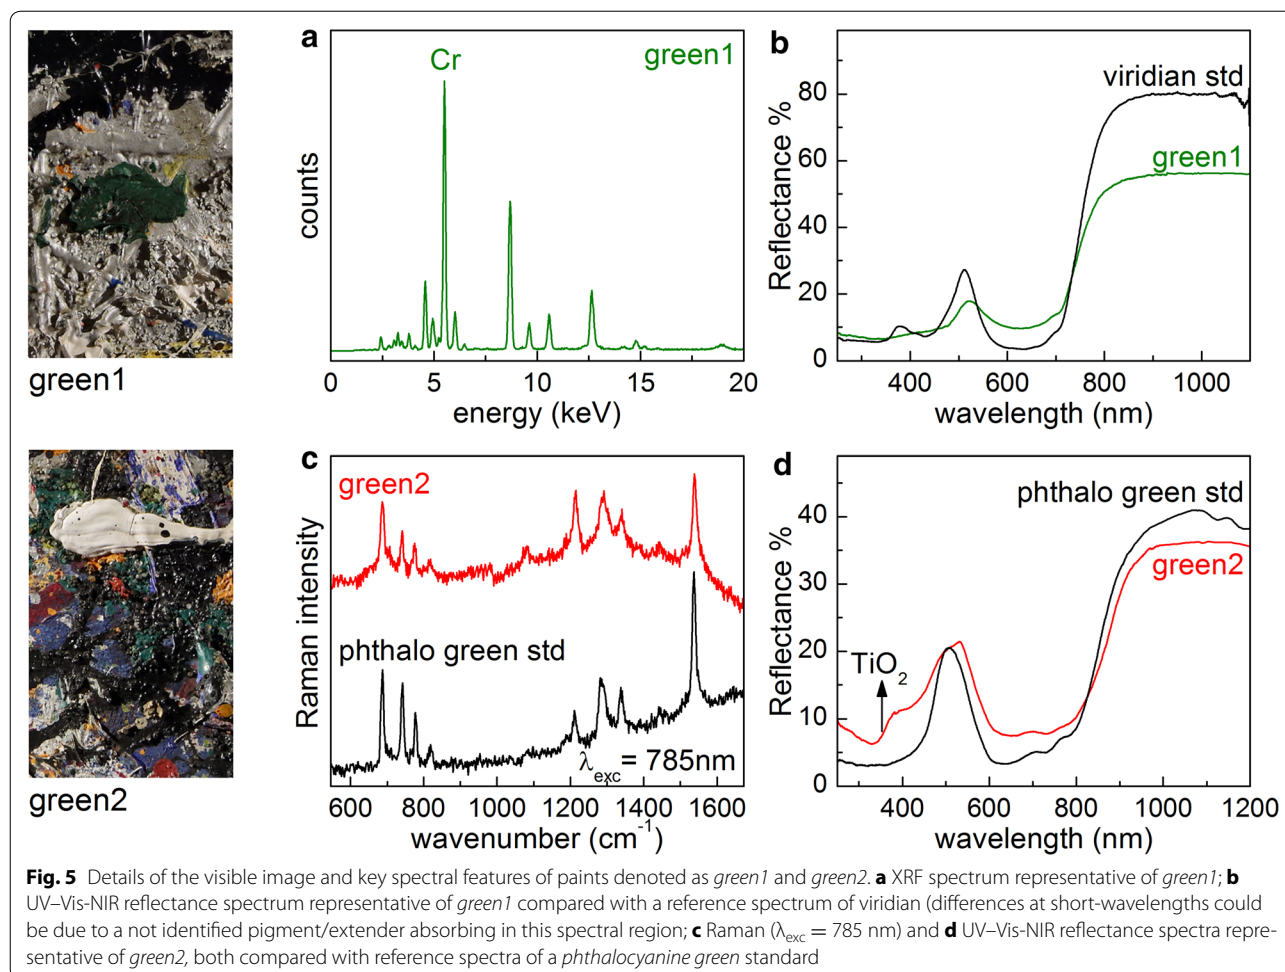 a
Cr
green1
counts
0
5
10
15
20
energy (keV)
green1
b
viridian std
green1
Reflectance %
80
60
40
20
0
400
600
800
1000
wavelength (nm)
c
green2
phthalo green std
λexc = 785nm
Raman intensity
600
800
1000
1200
1400
1600
wavenumber (cm-1)
green2
d
phthalo green std
green2
TiO2
Reflectance %
40
30
20
10
0
400
600
800
1000
1200
wavelength (nm)
Fig. 5 Details of the visible image and key spectral features of paints denoted as green1 and green2. a XRF spectrum representative of green1; b
UV–Vis-NIR reflectance spectrum representative of green1 compared with a reference spectrum of viridian (differences at short-wavelengths could
be due to a not identified pigment/extender absorbing in this spectral region; c Raman (λexc = 785 nm) and d UV–Vis-NIR reflectance spectra repre-
sentative of green2, both compared with reference spectra of a phthalocyanine green standard